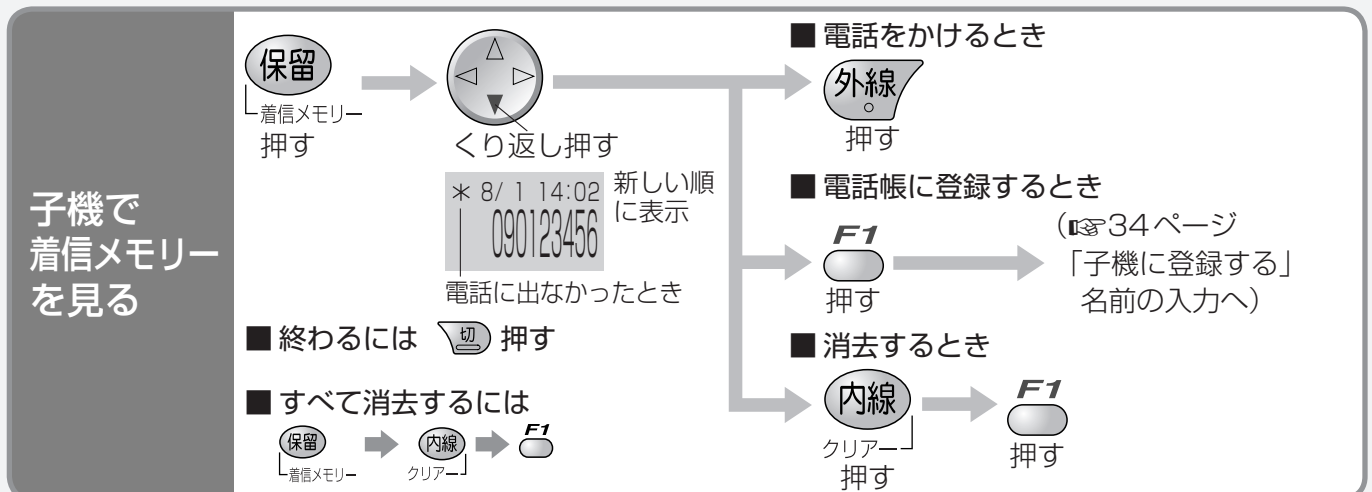 子機で
着信メモリー
を見る
保留
着信メモリー
押す
くり返し押す
＊ 8/ 1 14:02
090123456
新しい順
に表示
電話に出なかったとき
■ 終わるには 切 押す
■ すべて消去するには
保留
着信メモリー
内線
クリアー
F1
■ 電話をかけるとき
外線
押す
■ 電話帳に登録するとき
F1
押す
（☞34ページ
「子機に登録する」
名前の入力へ）
■ 消去するとき
内線
クリアー
押す
F1
押す